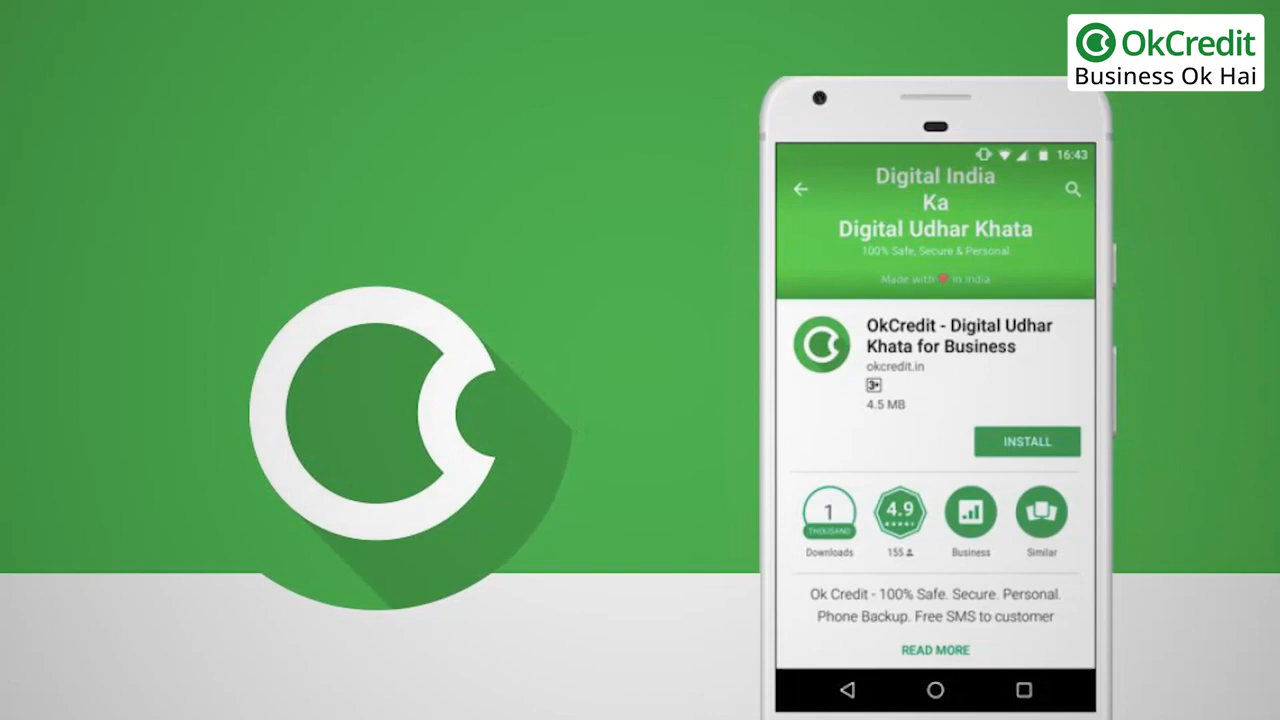 OkCredit
Business Ok Hai
16:43
Digital India
Ka
Digital Udhar Khata
100% Safe, Secure & Personal
Made with ❤ in India
OkCredit - Digital Udhar
Khata for Business
okcredit.in
3+
4.5 MB
INSTALL
1
THOUSAND
4.9
Downloads
155
Business
Similar
Ok Credit - 100% Safe. Secure. Personal.
Phone Backup. Free SMS to customer
READ MORE